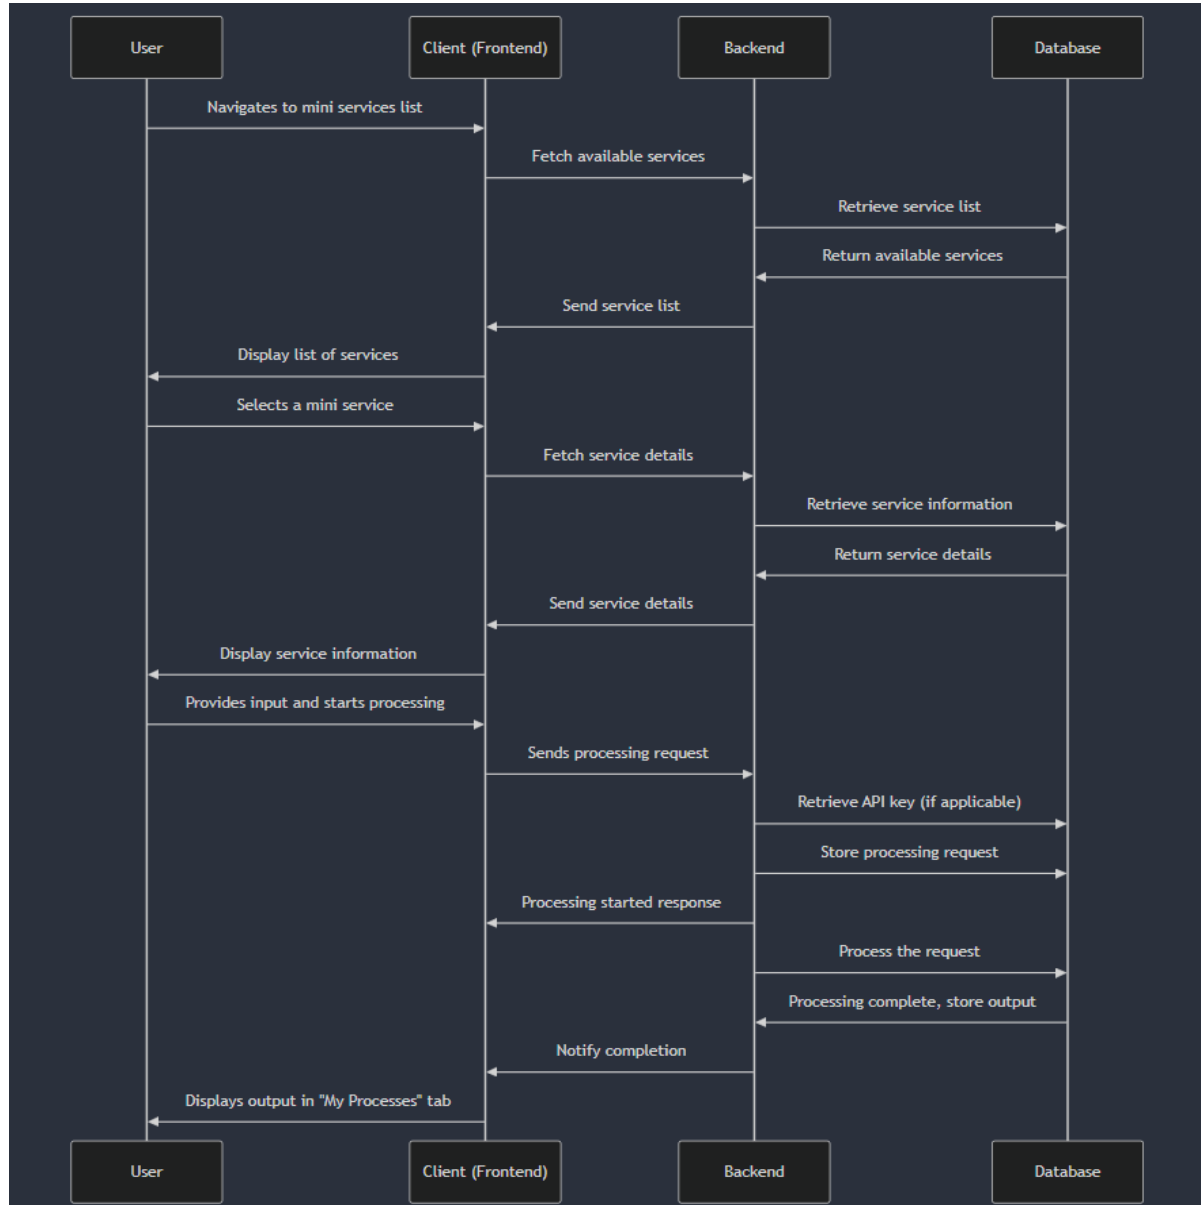 User
Client (Frontend)
Backend
Database
Navigates to mini services list
Fetch available services
Retrieve service list
Return available services
Send service list
Display list of services
Selects a mini service
Fetch service details
Retrieve service information
Return service details
Send service details
Display service information
Provides input and starts processing
Sends processing request
Retrieve API key (if applicable)
Store processing request
Processing started response
Process the request
Processing complete, store output
Notify completion
Displays output in "My Processes" tab
User
Client (Frontend)
Backend
Database